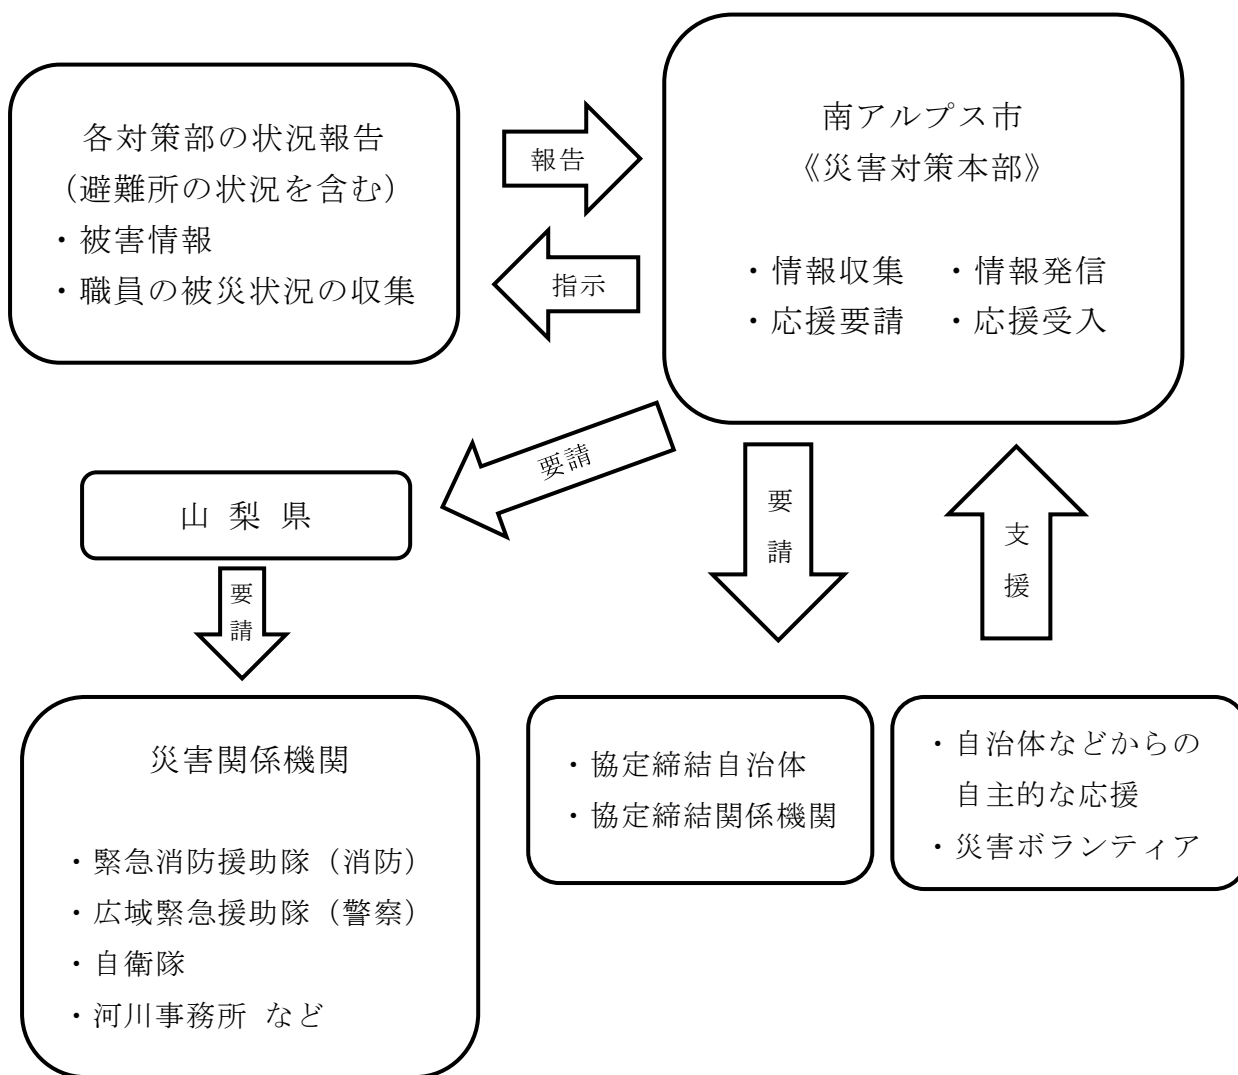 各対策部の状況報告
（避難所の状況を含む）
・被害情報
・職員の被災状況の収集
報告
指示
南アルプス市
《災害対策本部》
・情報収集　・情報発信
・応援要請　・応援受入
要請
山 梨 県
要請
要請
支援
災害関係機関
・緊急消防援助隊（消防）
・広域緊急援助隊（警察）
・自衛隊
・河川事務所 など
・協定締結自治体
・協定締結関係機関
・自治体などからの
自主的な応援
・災害ボランティア